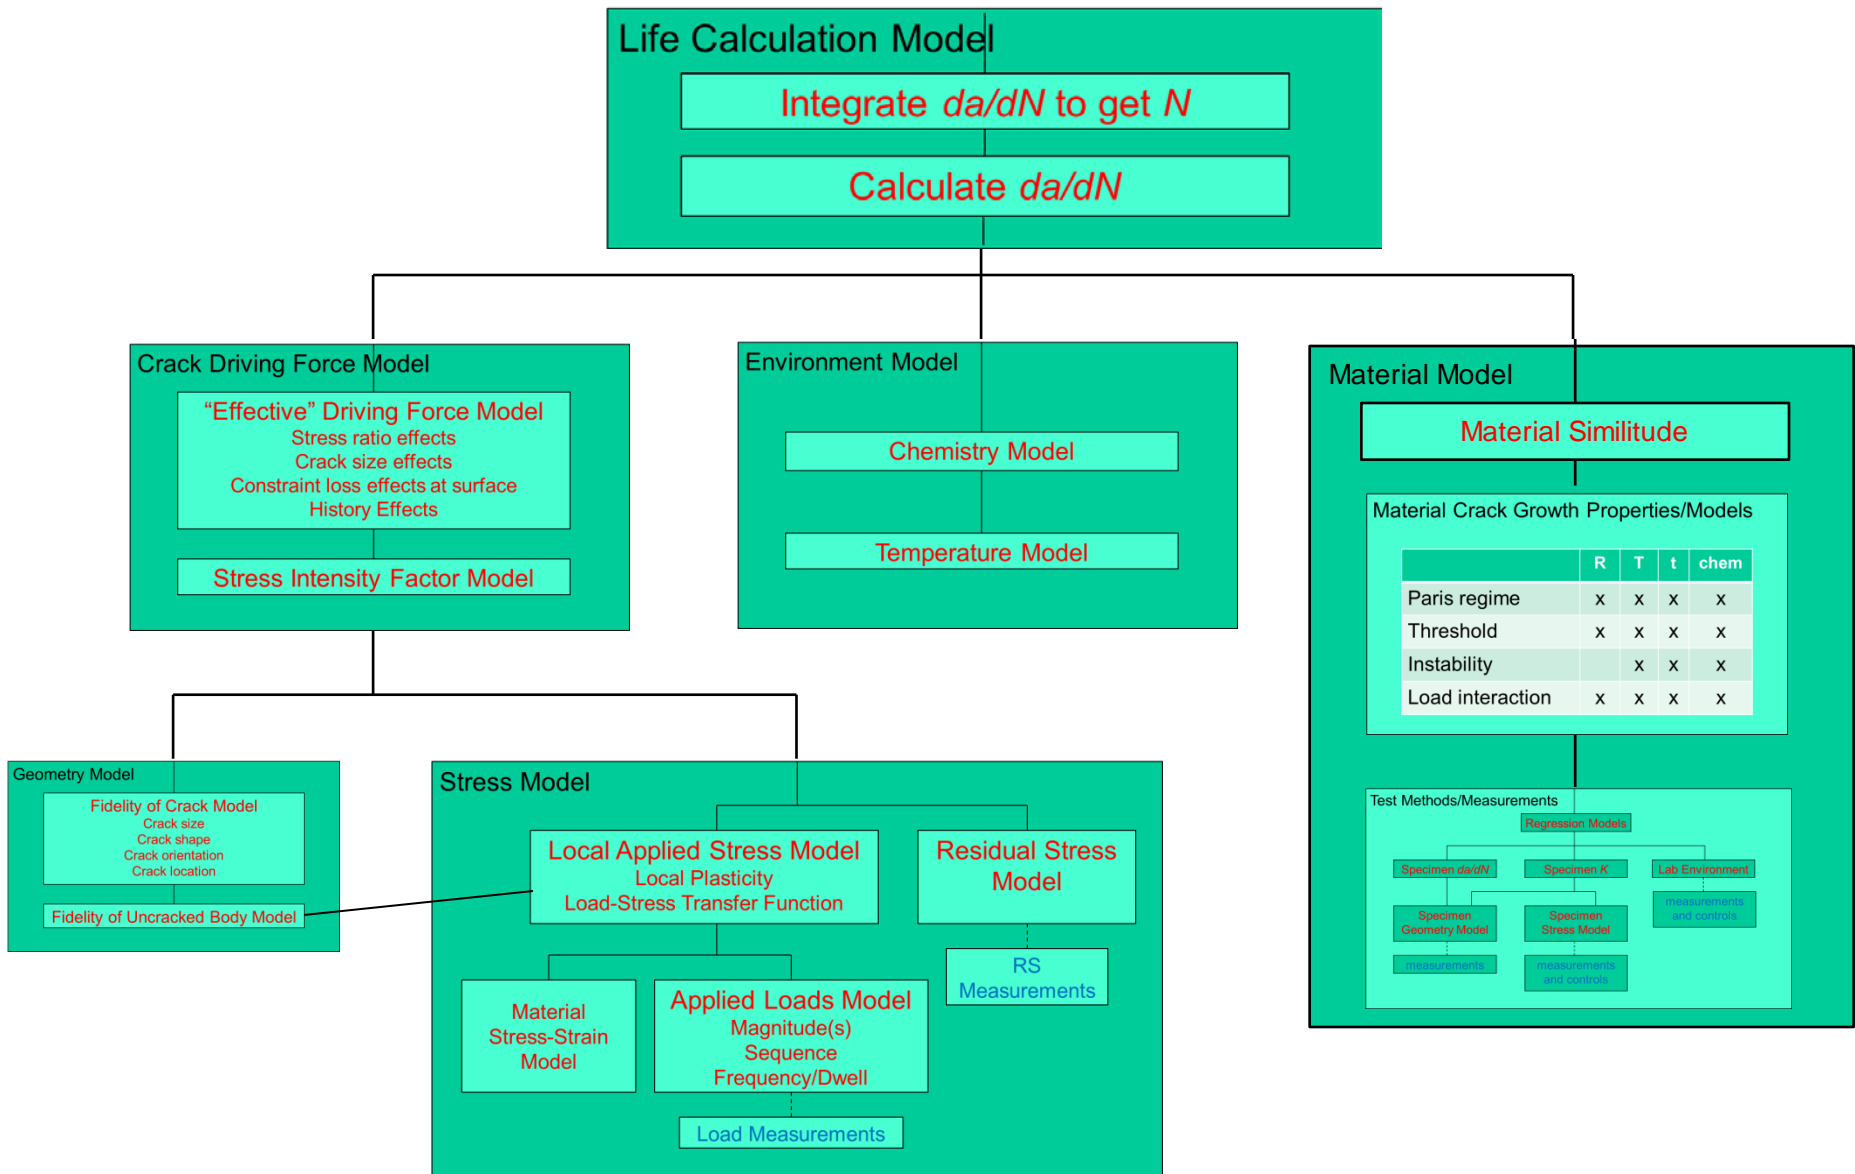 Life Calculation Model
Integrate da/dN to get N
Calculate da/dN
Crack Driving Force Model
“Effective” Driving Force Model
Stress ratio effects
Crack size effects
Constraint loss effects at surface
History Effects
Stress Intensity Factor Model
Environment Model
Chemistry Model
Temperature Model
Material Model
Material Similitude
Material Crack Growth Properties/Models
R T t chem
Paris regime x x x x
Threshold x x x x
Instability x x x
Load interaction x x x x
Test Methods/Measurements
Regression Models
Specimen da/dN
Specimen K
Lab Environment
Specimen
Geometry Model
Specimen
Stress Model
measurements
and controls
measurements
measurements
and controls
Geometry Model
Fidelity of Crack Model
Crack size
Crack shape
Crack orientation
Crack location
Fidelity of Uncracked Body Model
Stress Model
Local Applied Stress Model
Local Plasticity
Load-Stress Transfer Function
Residual Stress
Model
RS
Measurements
Material
Stress-Strain
Model
Applied Loads Model
Magnitude(s)
Sequence
Frequency/Dwell
Load Measurements